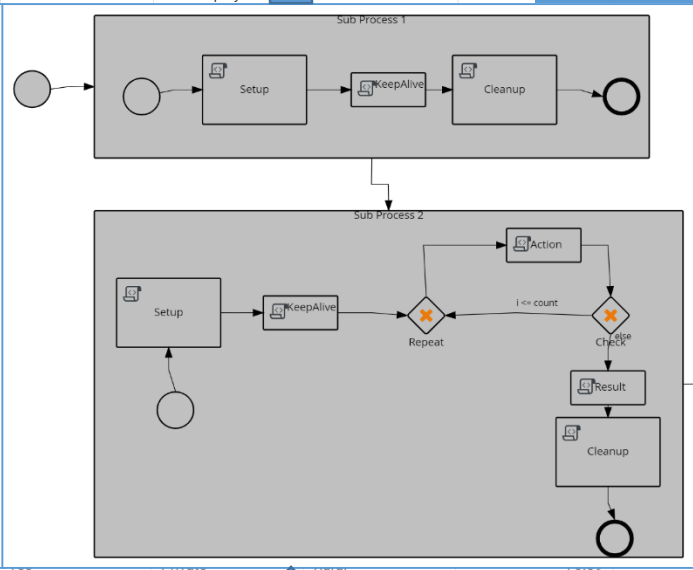 Sub Process 1
Setup
KeepAlive
Cleanup
Sub Process 2
Action
Setup
KeepAlive
i <= count
Repeat
Check
else
Result
Cleanup